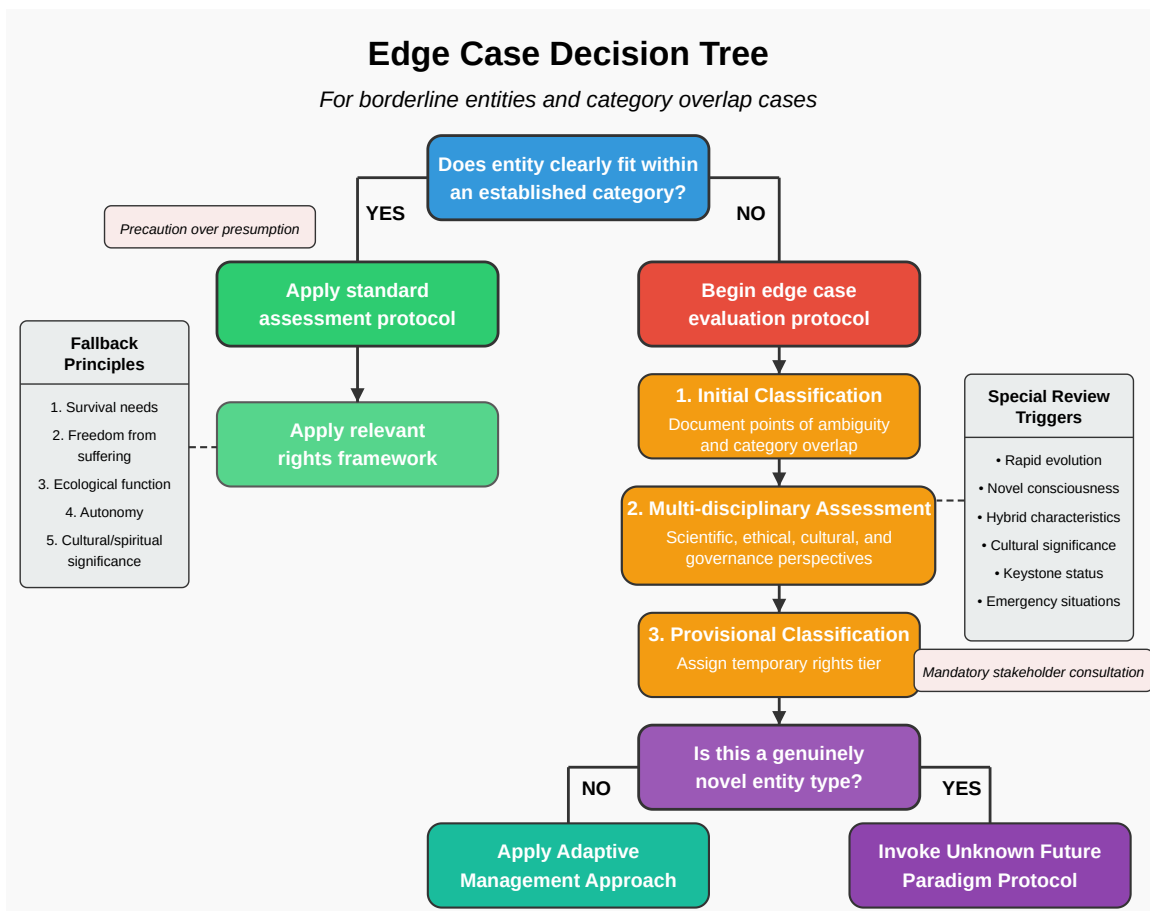 Edge Case Decision Tree
For borderline entities and category overlap cases
Does entity clearly fit within
an established category?
YES
NO
Precaution over presumption
Apply standard
assessment protocol
Begin edge case
evaluation protocol
Fallback
Principles
1. Survival needs
2. Freedom from
suffering
3. Ecological function
4. Autonomy
5. Cultural/spiritual
significance
Apply relevant
rights framework
1. Initial Classification
Document points of ambiguity
and category overlap
Special Review
Triggers
• Rapid evolution
• Novel consciousness
• Hybrid characteristics
• Cultural significance
• Keystone status
• Emergency situations
2. Multi-disciplinary Assessment
Scientific, ethical, cultural, and
governance perspectives
3. Provisional Classification
Assign temporary rights tier
Mandatory stakeholder consultation
Is this a genuinely
novel entity type?
NO
YES
Apply Adaptive
Management Approach
Invoke Unknown Future
Paradigm Protocol